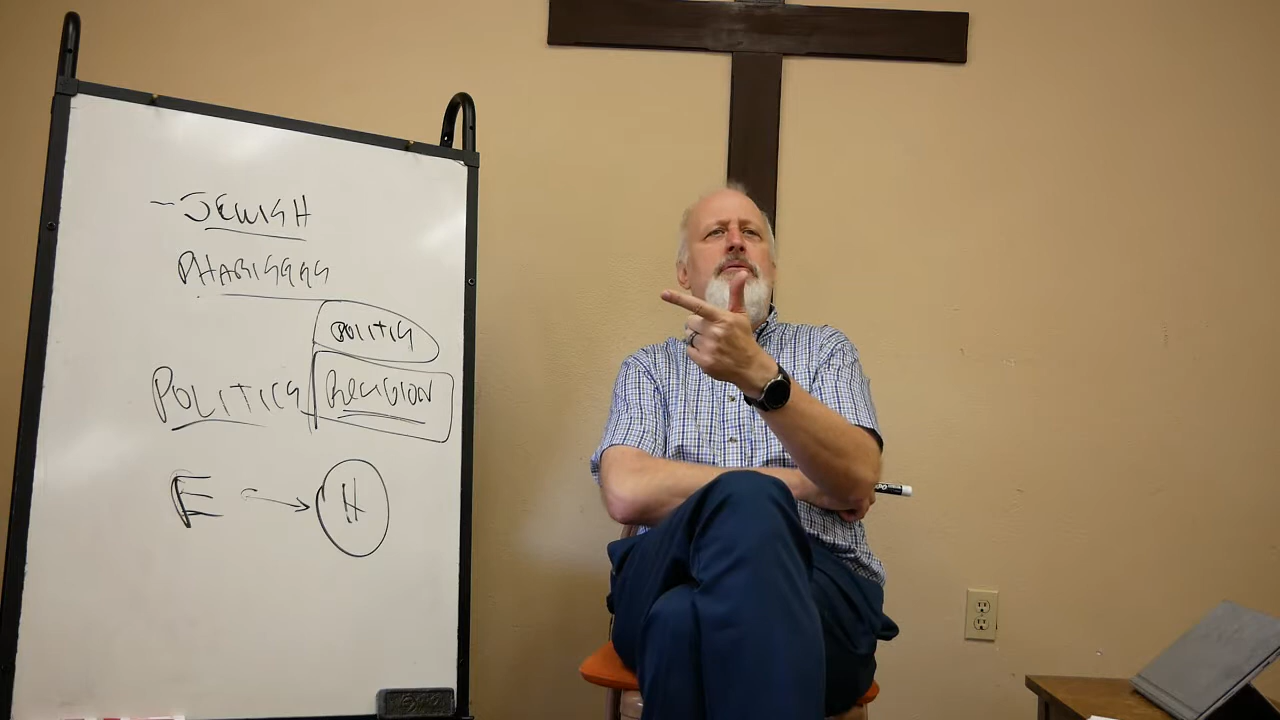 - JEWISH
PHARISEES
POLITICS
POLITICS RELIGION
E → H